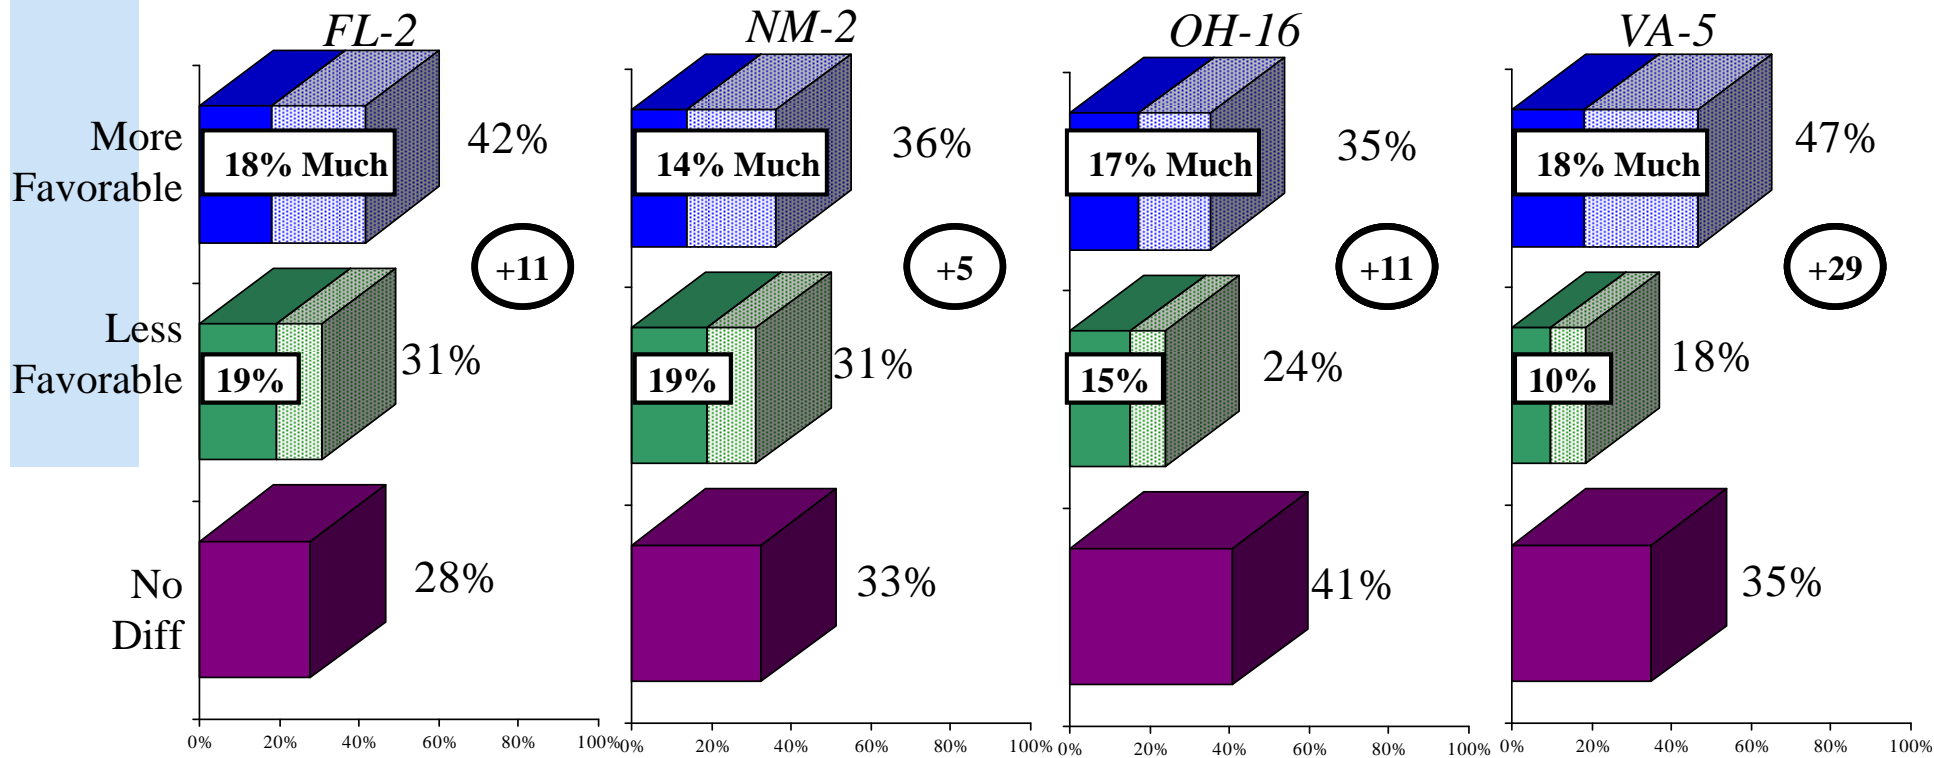 FL-2
NM-2
OH-16
VA-5
More
Favorable
18% Much
42%
14% Much
36%
17% Much
35%
18% Much
47%
+11
+5
+11
+29
Less
Favorable
19%
31%
19%
31%
15%
24%
10%
18%
No
Diff
28%
33%
41%
35%
0% 20% 40% 60% 80% 100%
0% 20% 40% 60% 80% 100%
0% 20% 40% 60% 80% 100%
0% 20% 40% 60% 80% 100%